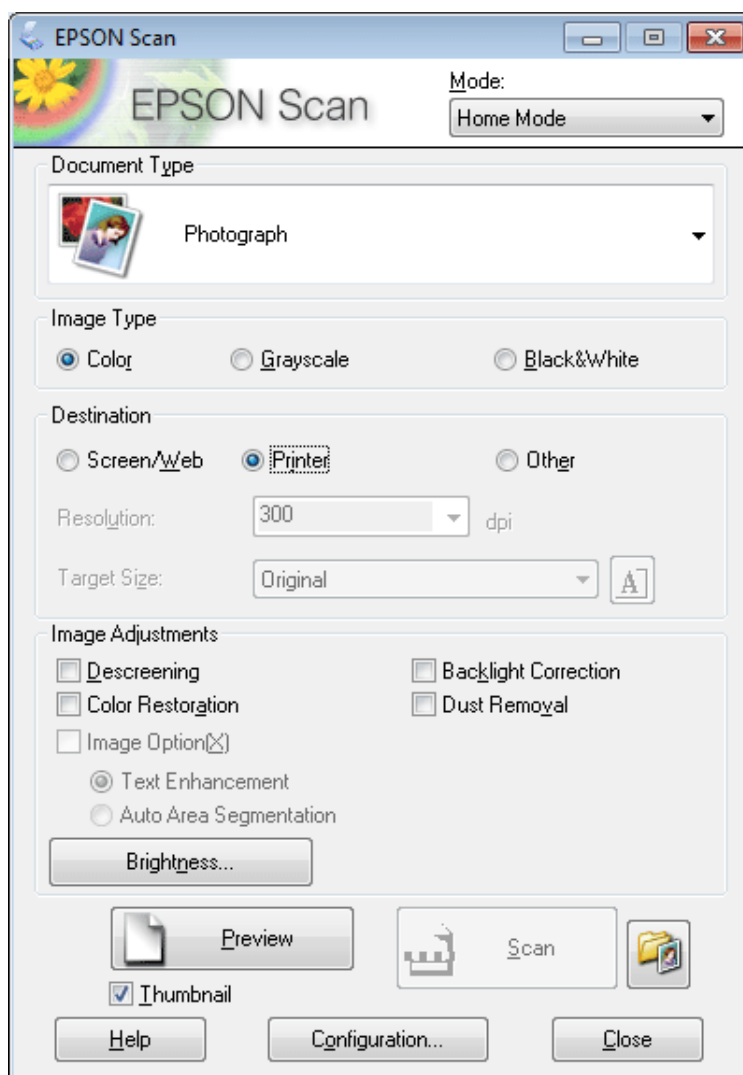 EPSON Scan
EPSON Scan
Mode:
Home Mode
Document Type
Photograph
Image Type
Color Grayscale Black&White
Destination
Screen/Web Printer Other
Resolution: 300 dpi
Target Size: Original A
Image Adjustments
Descreening Backlight Correction
Color Restoration Dust Removal
Image Option(X)
Text Enhancement
Auto Area Segmentation
Brightness...
Preview Scan
Thumbnail
Help Configuration... Close